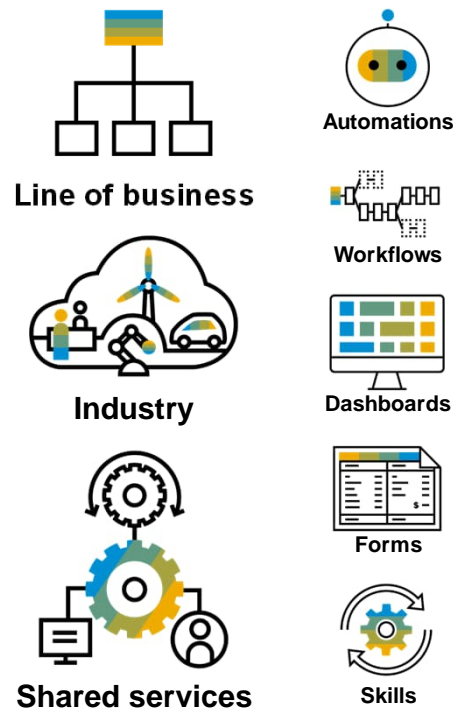 Line of business
Industry
Shared services
Automations
Workflows
Dashboards
$
Forms
Skills